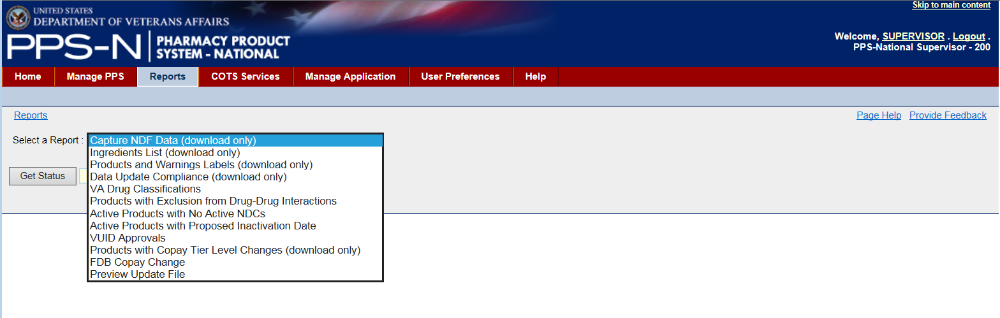 Skip to main content
UNITED STATES
DEPARTMENT OF VETERANS AFFAIRS
PPS-N
PHARMACY PRODUCT
SYSTEM - NATIONAL
Welcome, SUPERVISOR . Logout .
PPS-National Supervisor - 200
Home Manage PPS Reports COTS Services Manage Application User Preferences Help
Reports Page Help Provide Feedback
Select a Report : Capture NDF Data (download only)
Ingredients List (download only)
Products and Warnings Labels (download only)
Get Status Data Update Compliance (download only)
VA Drug Classifications
Products with Exclusion from Drug-Drug Interactions
Active Products with No Active NDCs
Active Products with Proposed Inactivation Date
VUID Approvals
Products with Copay Tier Level Changes (download only)
FDB Copay Change
Preview Update File